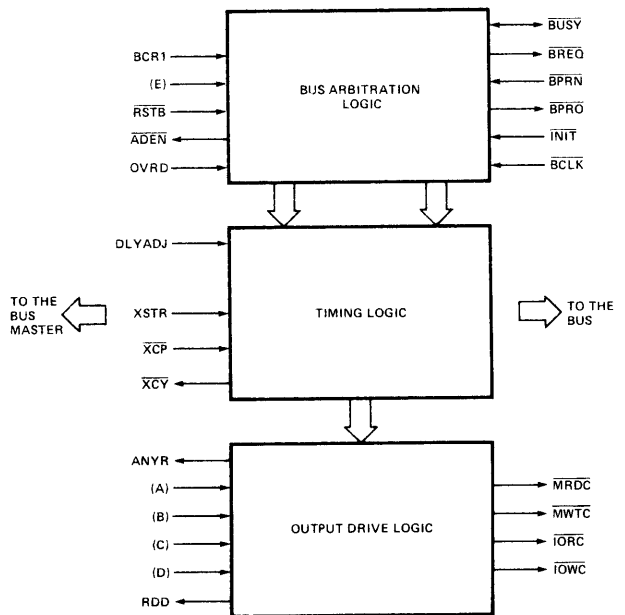 BUSY
BCR1
BREQ
(E)
BUS ARBITRATION
LOGIC
BPRN
RSTB
BPRO
ADEN
INIT
OVRD
BCLK
DLYADJ
TO THE
BUS
MASTER
XSTR
TIMING LOGIC
TO THE
BUS
XCP
XCY
ANYR
(A)
MRDC
(B)
MWTC
OUTPUT DRIVE LOGIC
(C)
IORC
(D)
IOWC
RDD